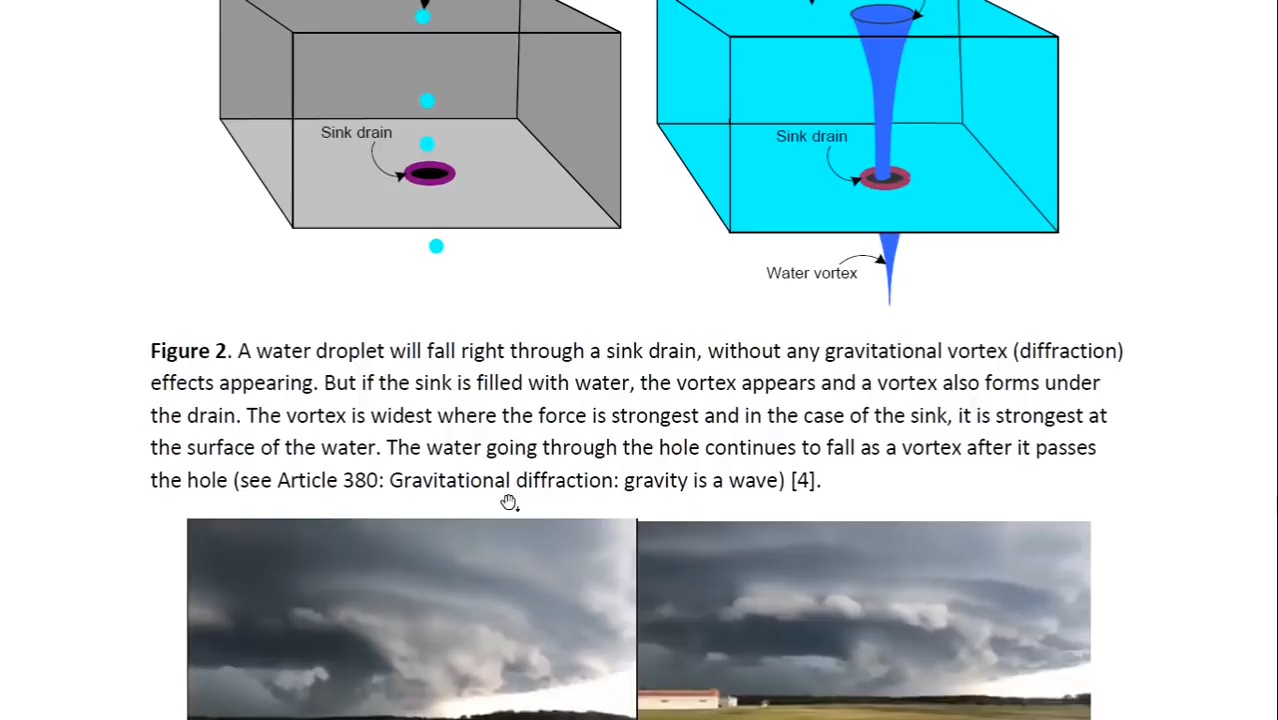 Sink drain
Sink drain
Water vortex
Figure 2. A water droplet will fall right through a sink drain, without any gravitational vortex (diffraction)
effects appearing. But if the sink is filled with water, the vortex appears and a vortex also forms under
the drain. The vortex is widest where the force is strongest and in the case of the sink, it is strongest at
the surface of the water. The water going through the hole continues to fall as a vortex after it passes
the hole (see Article 380: Gravitational diffraction: gravity is a wave) [4].